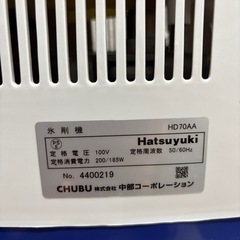 氷削機 HD70AA
PS E Hatsuyuki
定格電圧 100V 定格周波数 50/60Hz
定格消費電力 200/185W
No. 4400219
CHUBU 株式会社 中部コーポレーション